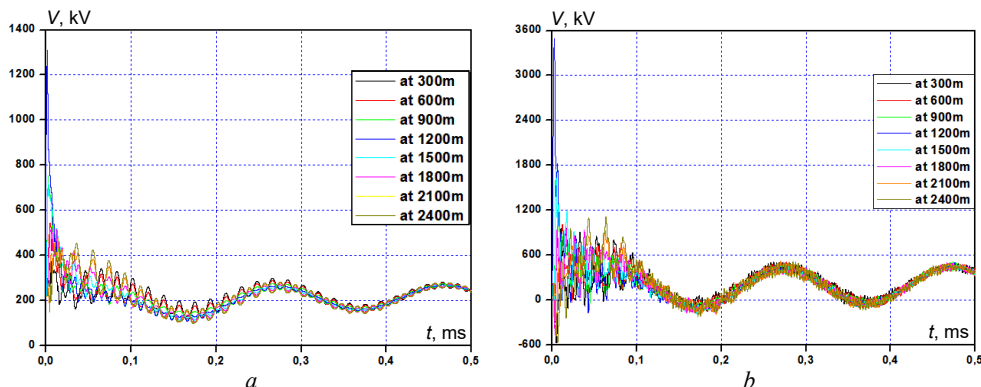 V, kV
1400
1200
1000
800
600
400
200
0
at 300m
at 600m
at 900m
at 1200m
at 1500m
at 1800m
at 2100m
at 2400m
t, ms
0,0 0,1 0,2 0,3 0,4 0,5
a
V, kV
3600
3000
2400
1800
1200
600
0
-600
at 300m
at 600m
at 900m
at 1200m
at 1500m
at 1800m
at 2100m
at 2400m
t, ms
0,0 0,1 0,2 0,3 0,4 0,5
b